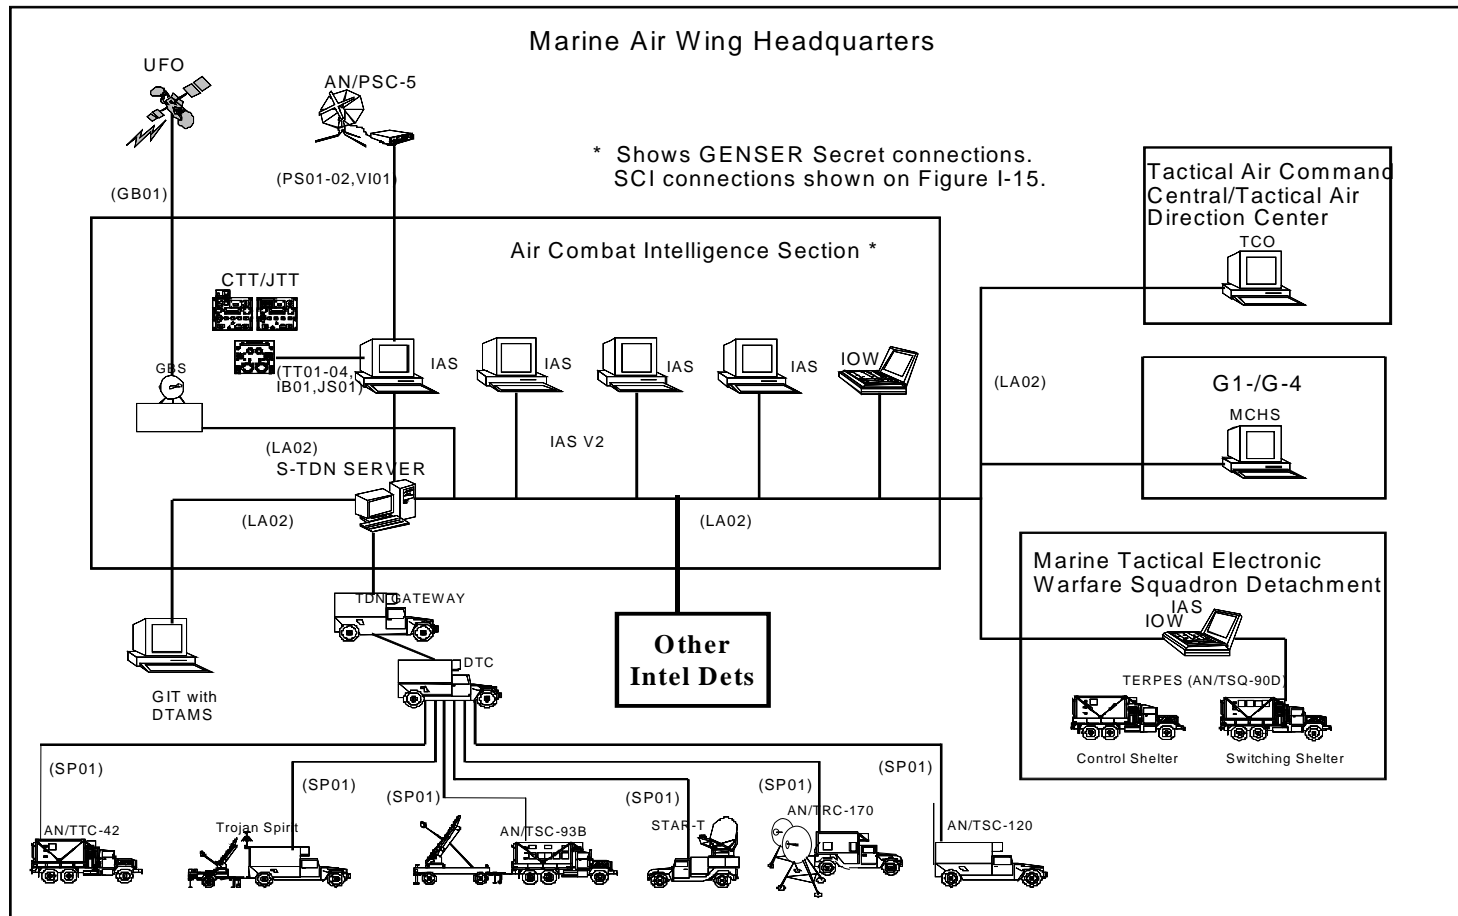 Marine Air Wing Headquarters
UFO
AN/PSC-5
* Shows GENSER Secret connections.
SCI connections shown on Figure I-15.
(GB01)
(PS01-02,VI01)
Tactical Air Command
Central/Tactical Air
Direction Center
TCO
Air Combat Intelligence Section *
CTT/JTT
GBS
(TT01-04,
IB01,JS01)
IAS
IAS
IAS
IAS
IOW
(LA02)
G1-/G-4
MCHS
(LA02)
IAS V2
S-TDN SERVER
(LA02)
(LA02)
Marine Tactical Electronic
Warfare Squadron Detachment
IAS
IOW
TERPES (AN/TSQ-90D)
Control Shelter
Switching Shelter
TDN GATEWAY
DTC
Other
Intel Dets
GIT with
DTAMS
(SP01)
(SP01)
(SP01)
(SP01)
(SP01)
(SP01)
AN/TTC-42
Trojan Spirit
AN/TSC-93B
STAR-T
AN/TRC-170
AN/TSC-120